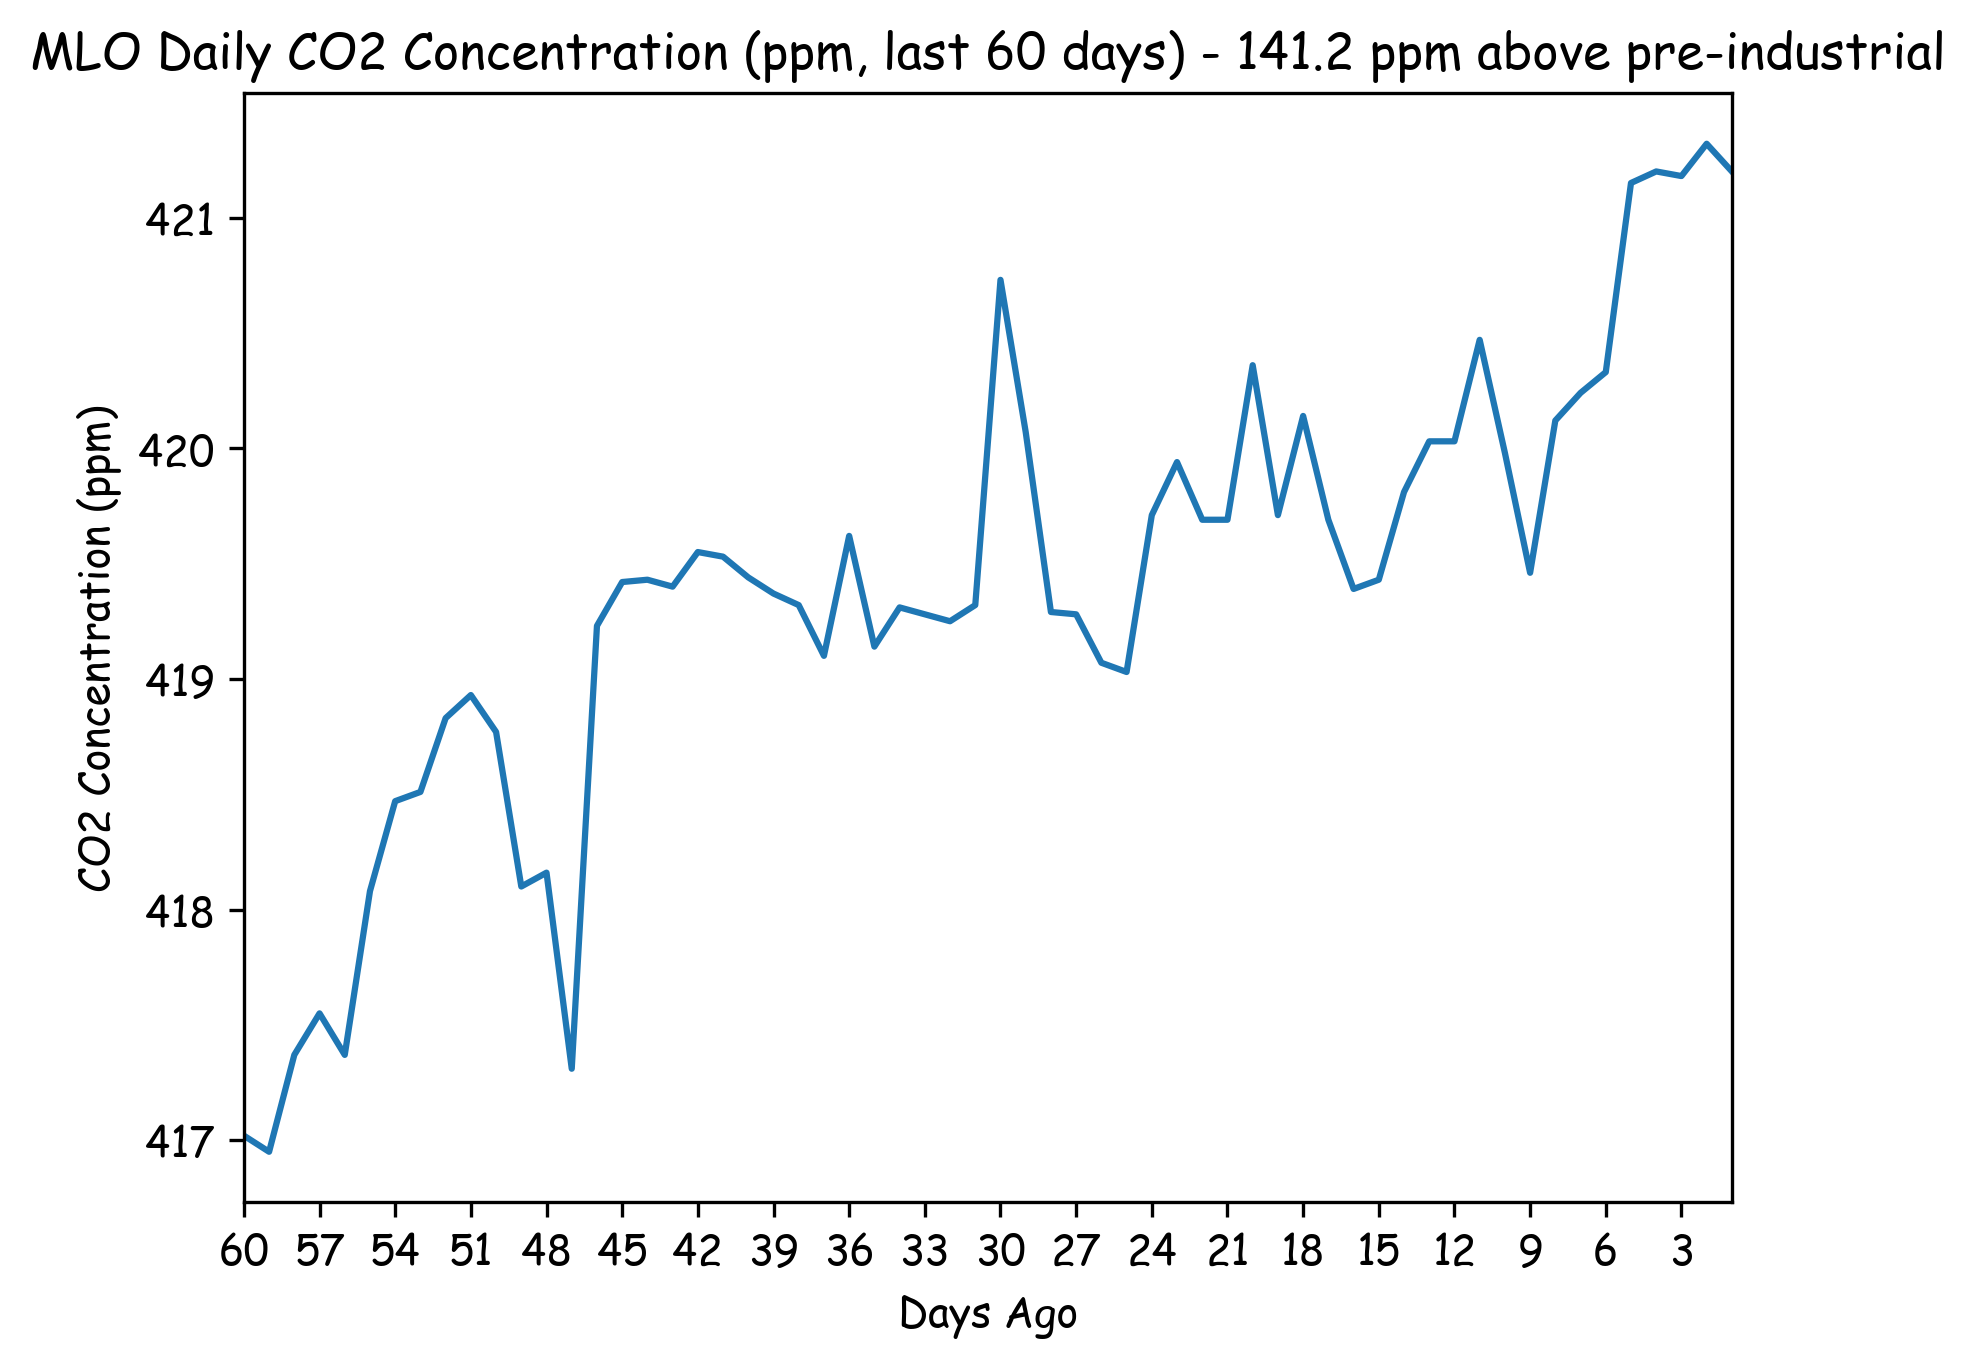 MLO Daily CO2 Concentration (ppm, last 60 days) - 141.2 ppm above pre-industrial
CO2 Concentration (ppm)
421
420
419
418
417
60 57 54 51 48 45 42 39 36 33 30 27 24 21 18 15 12 9 6 3
Days Ago